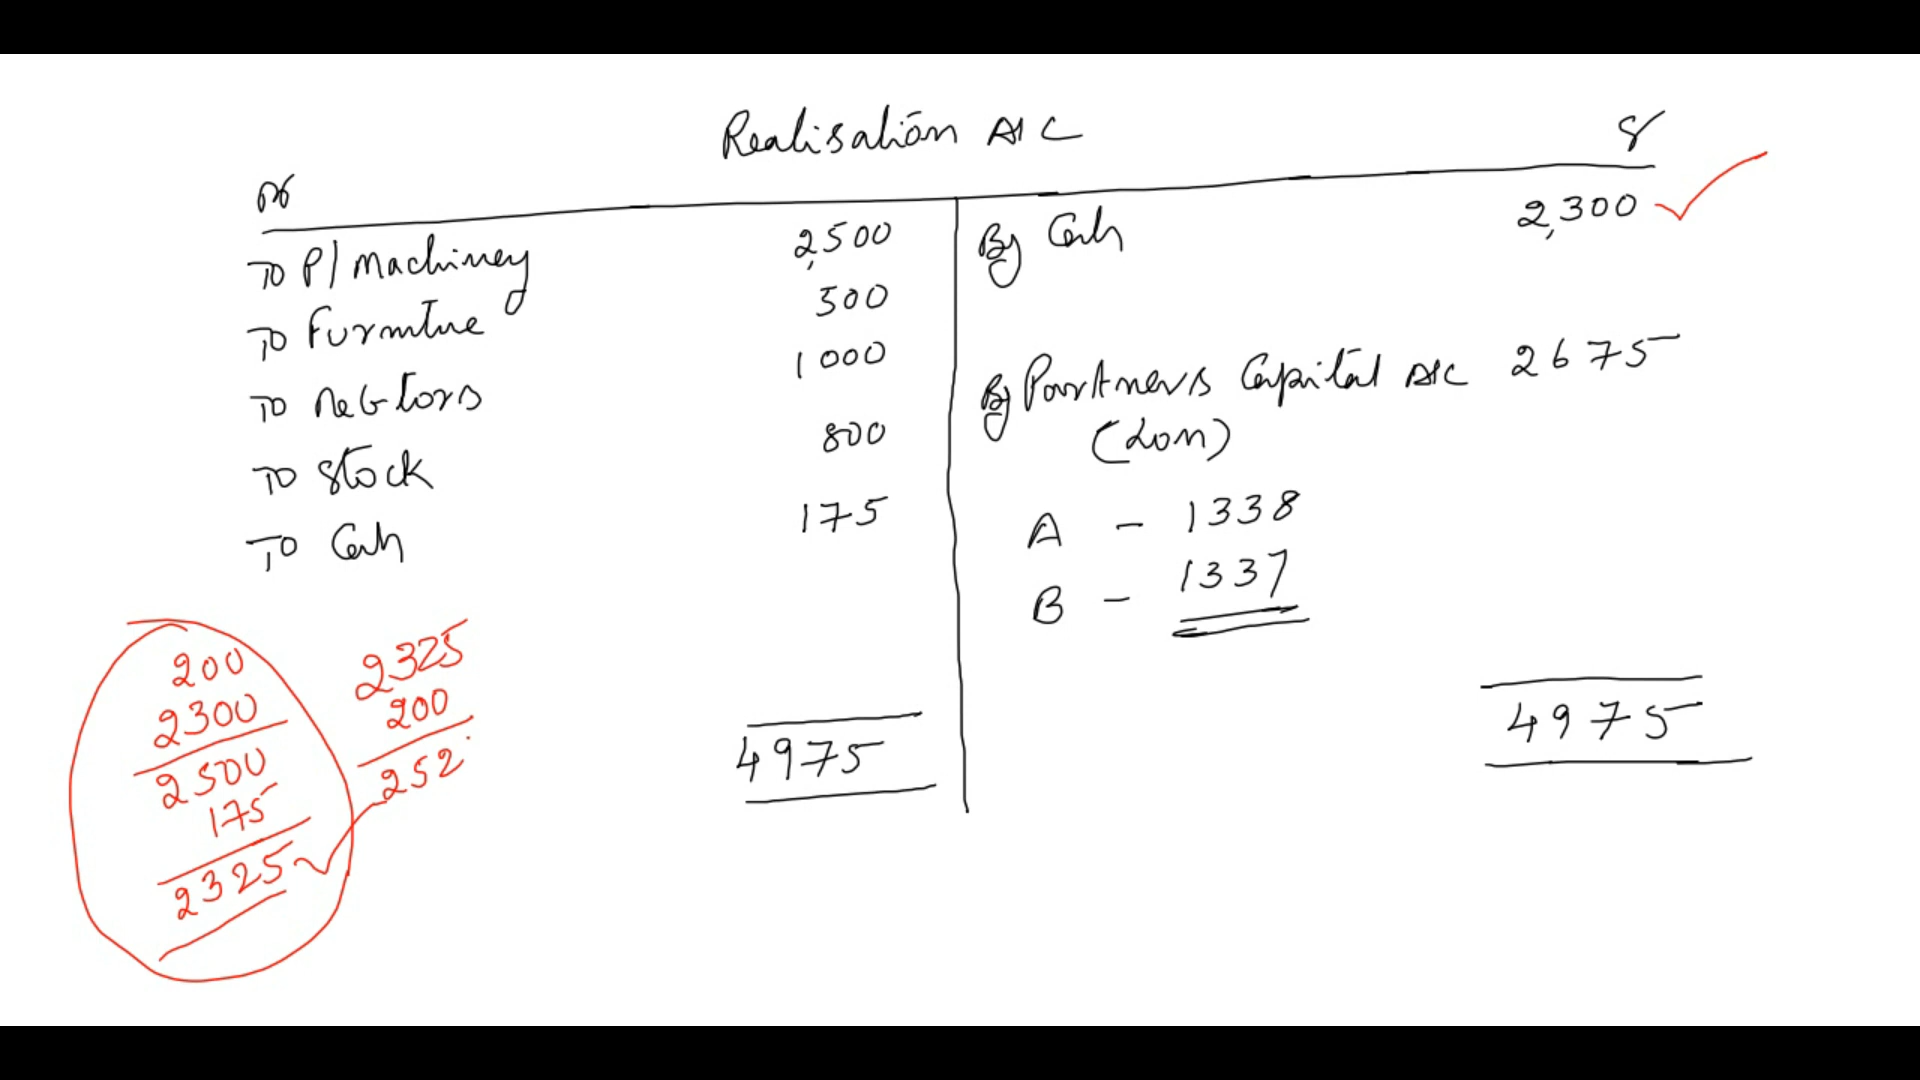 Realisation A/C
Dr
Cr
To P/Machinery 2,500
To Furniture 500
To Debtors 1000
To Stock 800
To Cash 175
4975
By Cash 2,300
By Partners Capital A/C 2675
(Loss)
A - 1338
B - 1337
4975
200
2300
2500
175
2325
2325
200
252